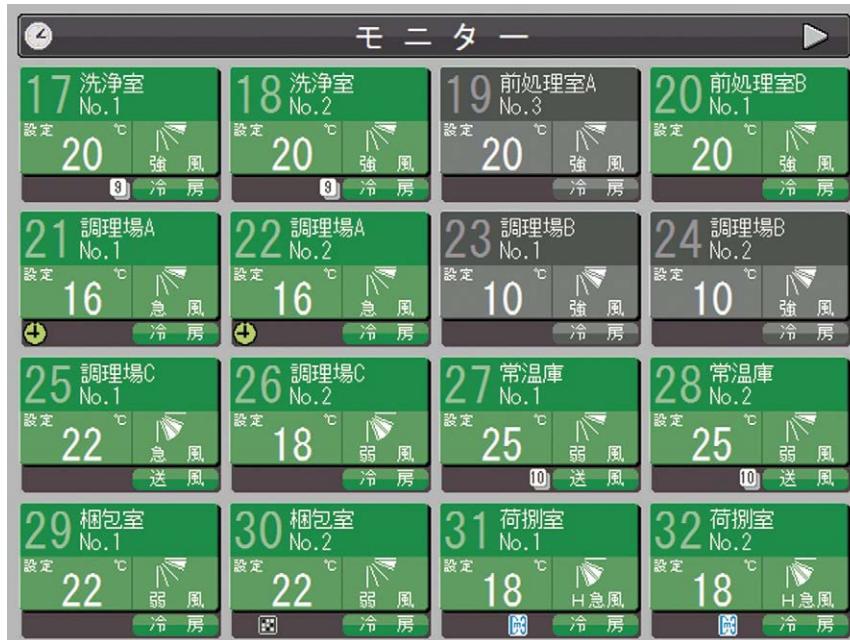 モニター
17 洗浄室
No.1
設定 20 ℃ 強 風
9 冷 房
18 洗浄室
No.2
設定 20 ℃ 強 風
9 冷 房
19 前処理室A
No.3
設定 20 ℃ 強 風
冷 房
20 前処理室B
No.1
設定 20 ℃ 強 風
冷 房
21 調理場A
No.1
設定 16 ℃ 急 風
冷 房
22 調理場A
No.2
設定 16 ℃ 急 風
冷 房
23 調理場B
No.1
設定 10 ℃ 強 風
冷 房
24 調理場B
No.2
設定 10 ℃ 強 風
冷 房
25 調理場C
No.1
設定 22 ℃ 急 風
送 風
26 調理場C
No.2
設定 18 ℃ 弱 風
冷 房
27 常温庫
No.1
設定 25 ℃ 弱 風
10 送 風
28 常温庫
No.2
設定 25 ℃ 弱 風
10 送 風
29 梱包室
No.1
設定 22 ℃ 弱 風
冷 房
30 梱包室
No.2
設定 22 ℃ 弱 風
冷 房
31 荷捌室
No.1
設定 18 ℃ H急風
冷 房
32 荷捌室
No.2
設定 18 ℃ H急風
冷 房